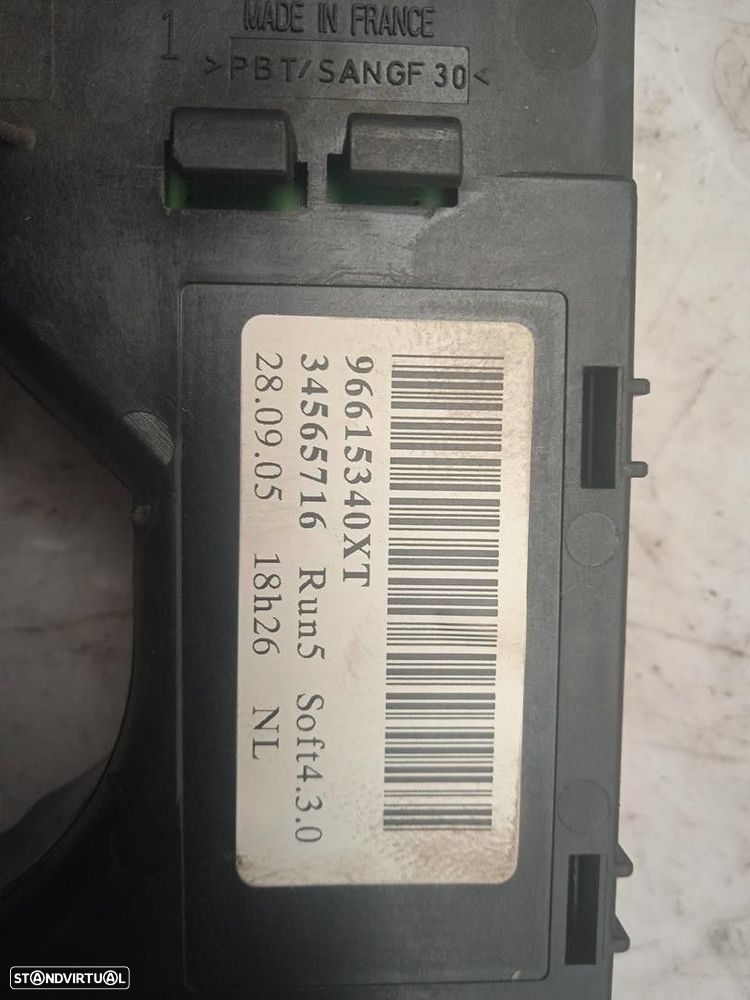 MADE IN FRANCE
1
>PBT/SANGF 30<
96615340XT
34565716 Run5 Soft4.3.0
28.09.05 18h26 NL
STANDVIRTUAL